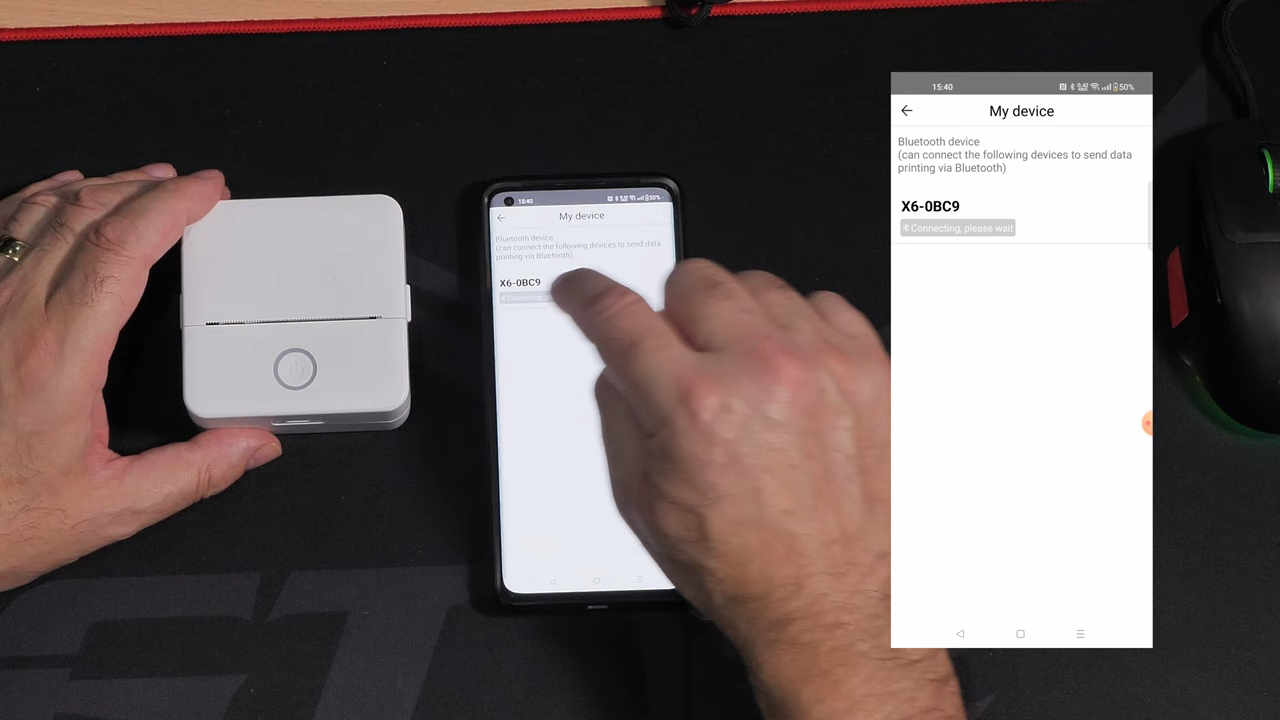 15:40
50%
My device
Bluetooth device
(can connect the following devices to send data
printing via Bluetooth)
X6-0BC9
Connecting,
15:40
50%
My device
Bluetooth device
(can connect the following devices to send data
printing via Bluetooth)
X6-0BC9
Connecting, please wait